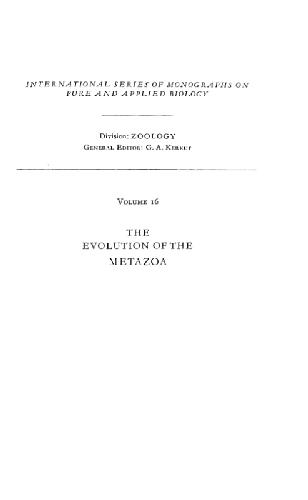 INTERNATIONAL SERIES OF MONOGRAPHS ON
PURE AND APPLIED BIOLOGY
Division: ZOOLOGY
GENERAL EDITOR: G. A. KERKUT
VOLUME 16
THE
EVOLUTION OF THE
METAZOA